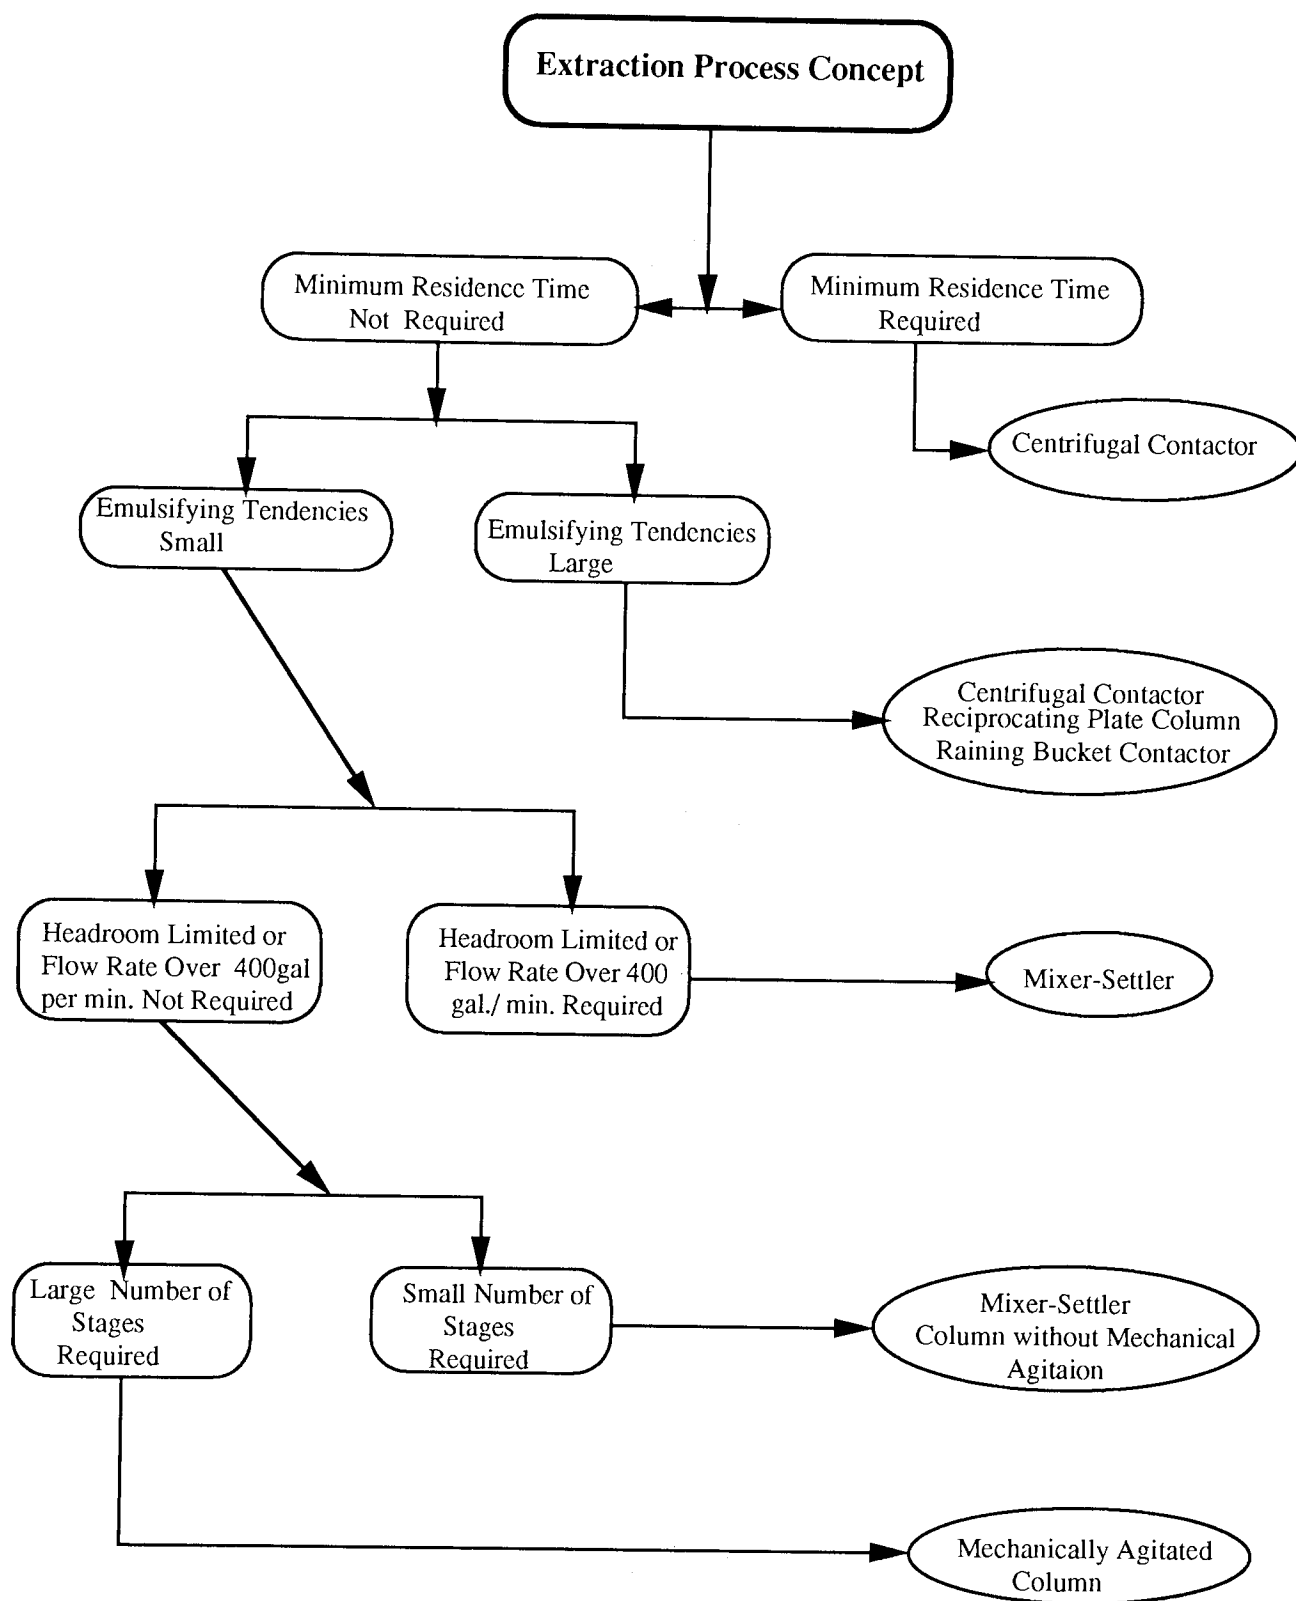 Extraction Process Concept
Minimum Residence Time
Not Required
Minimum Residence Time
Required
Centrifugal Contactor
Emulsifying Tendencies
Small
Emulsifying Tendencies
Large
Centrifugal Contactor
Reciprocating Plate Column
Raining Bucket Contactor
Headroom Limited or
Flow Rate Over 400gal
per min. Not Required
Headroom Limited or
Flow Rate Over 400
gal./ min. Required
Mixer-Settler
Large Number of
Stages
Required
Small Number of
Stages
Required
Mixer-Settler
Column without Mechanical
Agitaion
Mechanically Agitated
Column